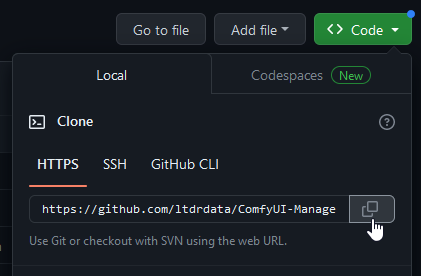 Go to file Add file Code
Local Codespaces New
Clone
HTTPS SSH GitHub CLI
https://github.com/ltdrdata/ComfyUI-Manage
Use Git or checkout with SVN using the web URL.